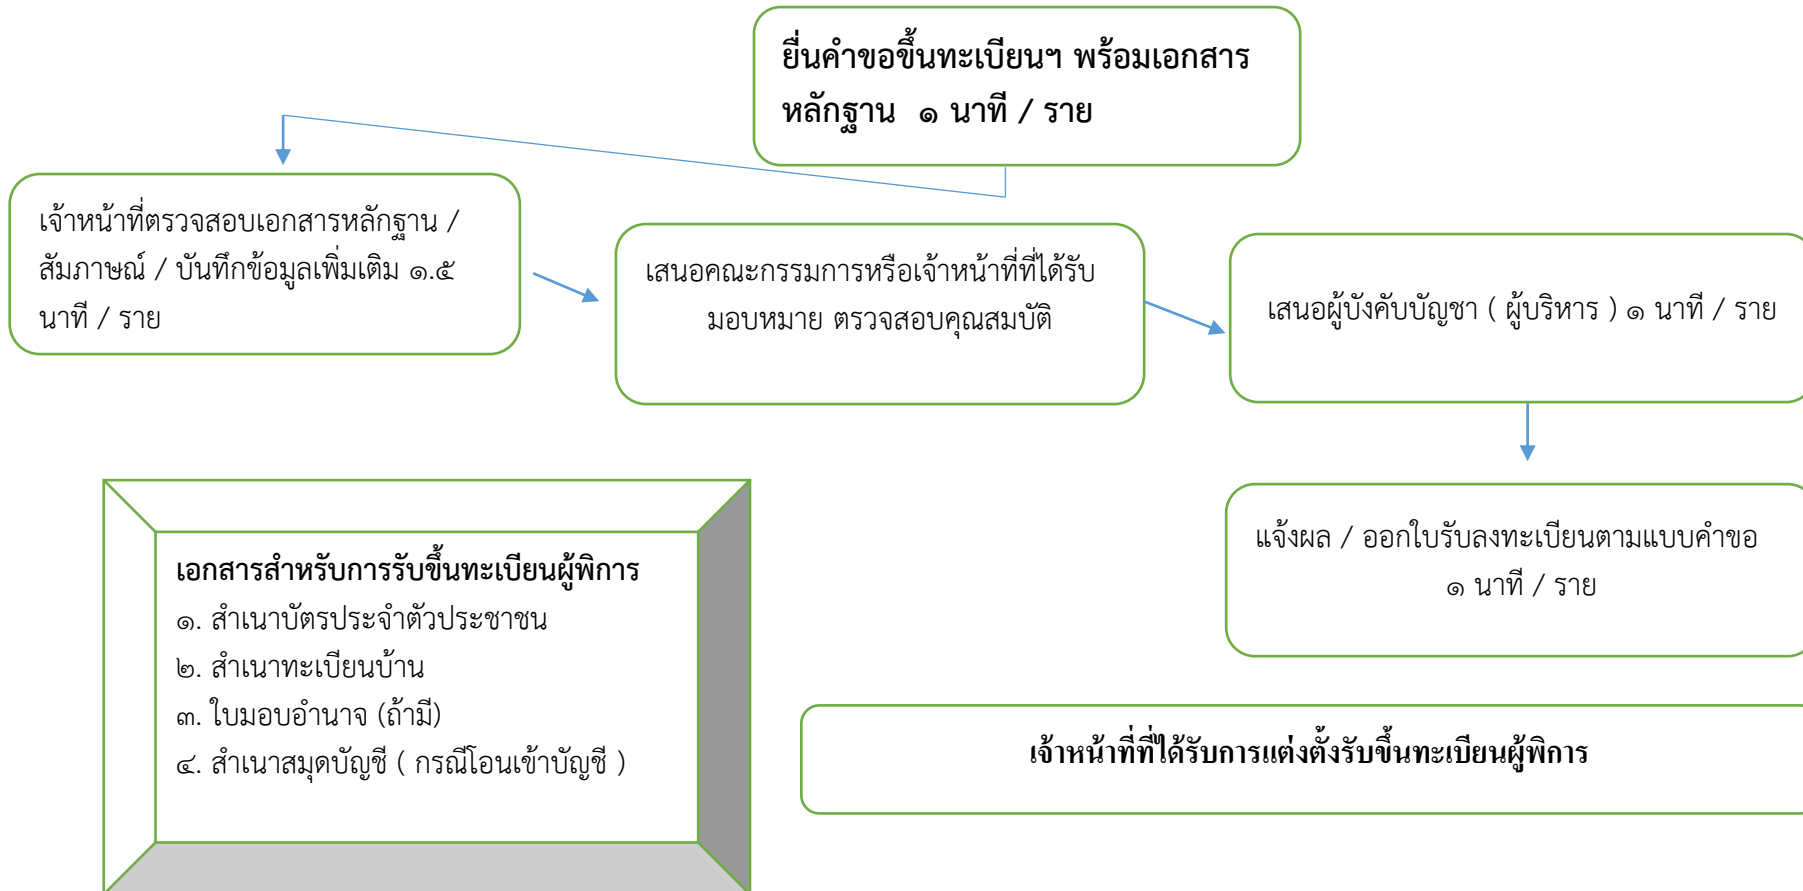 ยื่นคำขอขึ้นทะเบียนฯ พร้อมเอกสาร
หลักฐาน ๑ นาที / ราย
เจ้าหน้าที่ตรวจสอบเอกสารหลักฐาน /
สัมภาษณ์ / บันทึกข้อมูลเพิ่มเติม ๑.๕
นาที / ราย
เสนอคณะกรรมการหรือเจ้าหน้าที่ที่ได้รับ
มอบหมาย ตรวจสอบคุณสมบัติ
เสนอผู้บังคับบัญชา ( ผู้บริหาร ) ๑ นาที / ราย
แจ้งผล / ออกใบรับลงทะเบียนตามแบบคำขอ
๑ นาที / ราย
เอกสารสำหรับการรับขึ้นทะเบียนผู้พิการ
๑. สำเนาบัตรประจำตัวประชาชน
๒. สำเนาทะเบียนบ้าน
๓. ใบมอบอำนาจ (ถ้ามี)
๔. สำเนาสมุดบัญชี ( กรณีโอนเข้าบัญชี )
เจ้าหน้าที่ที่ได้รับการแต่งตั้งรับขึ้นทะเบียนผู้พิการ